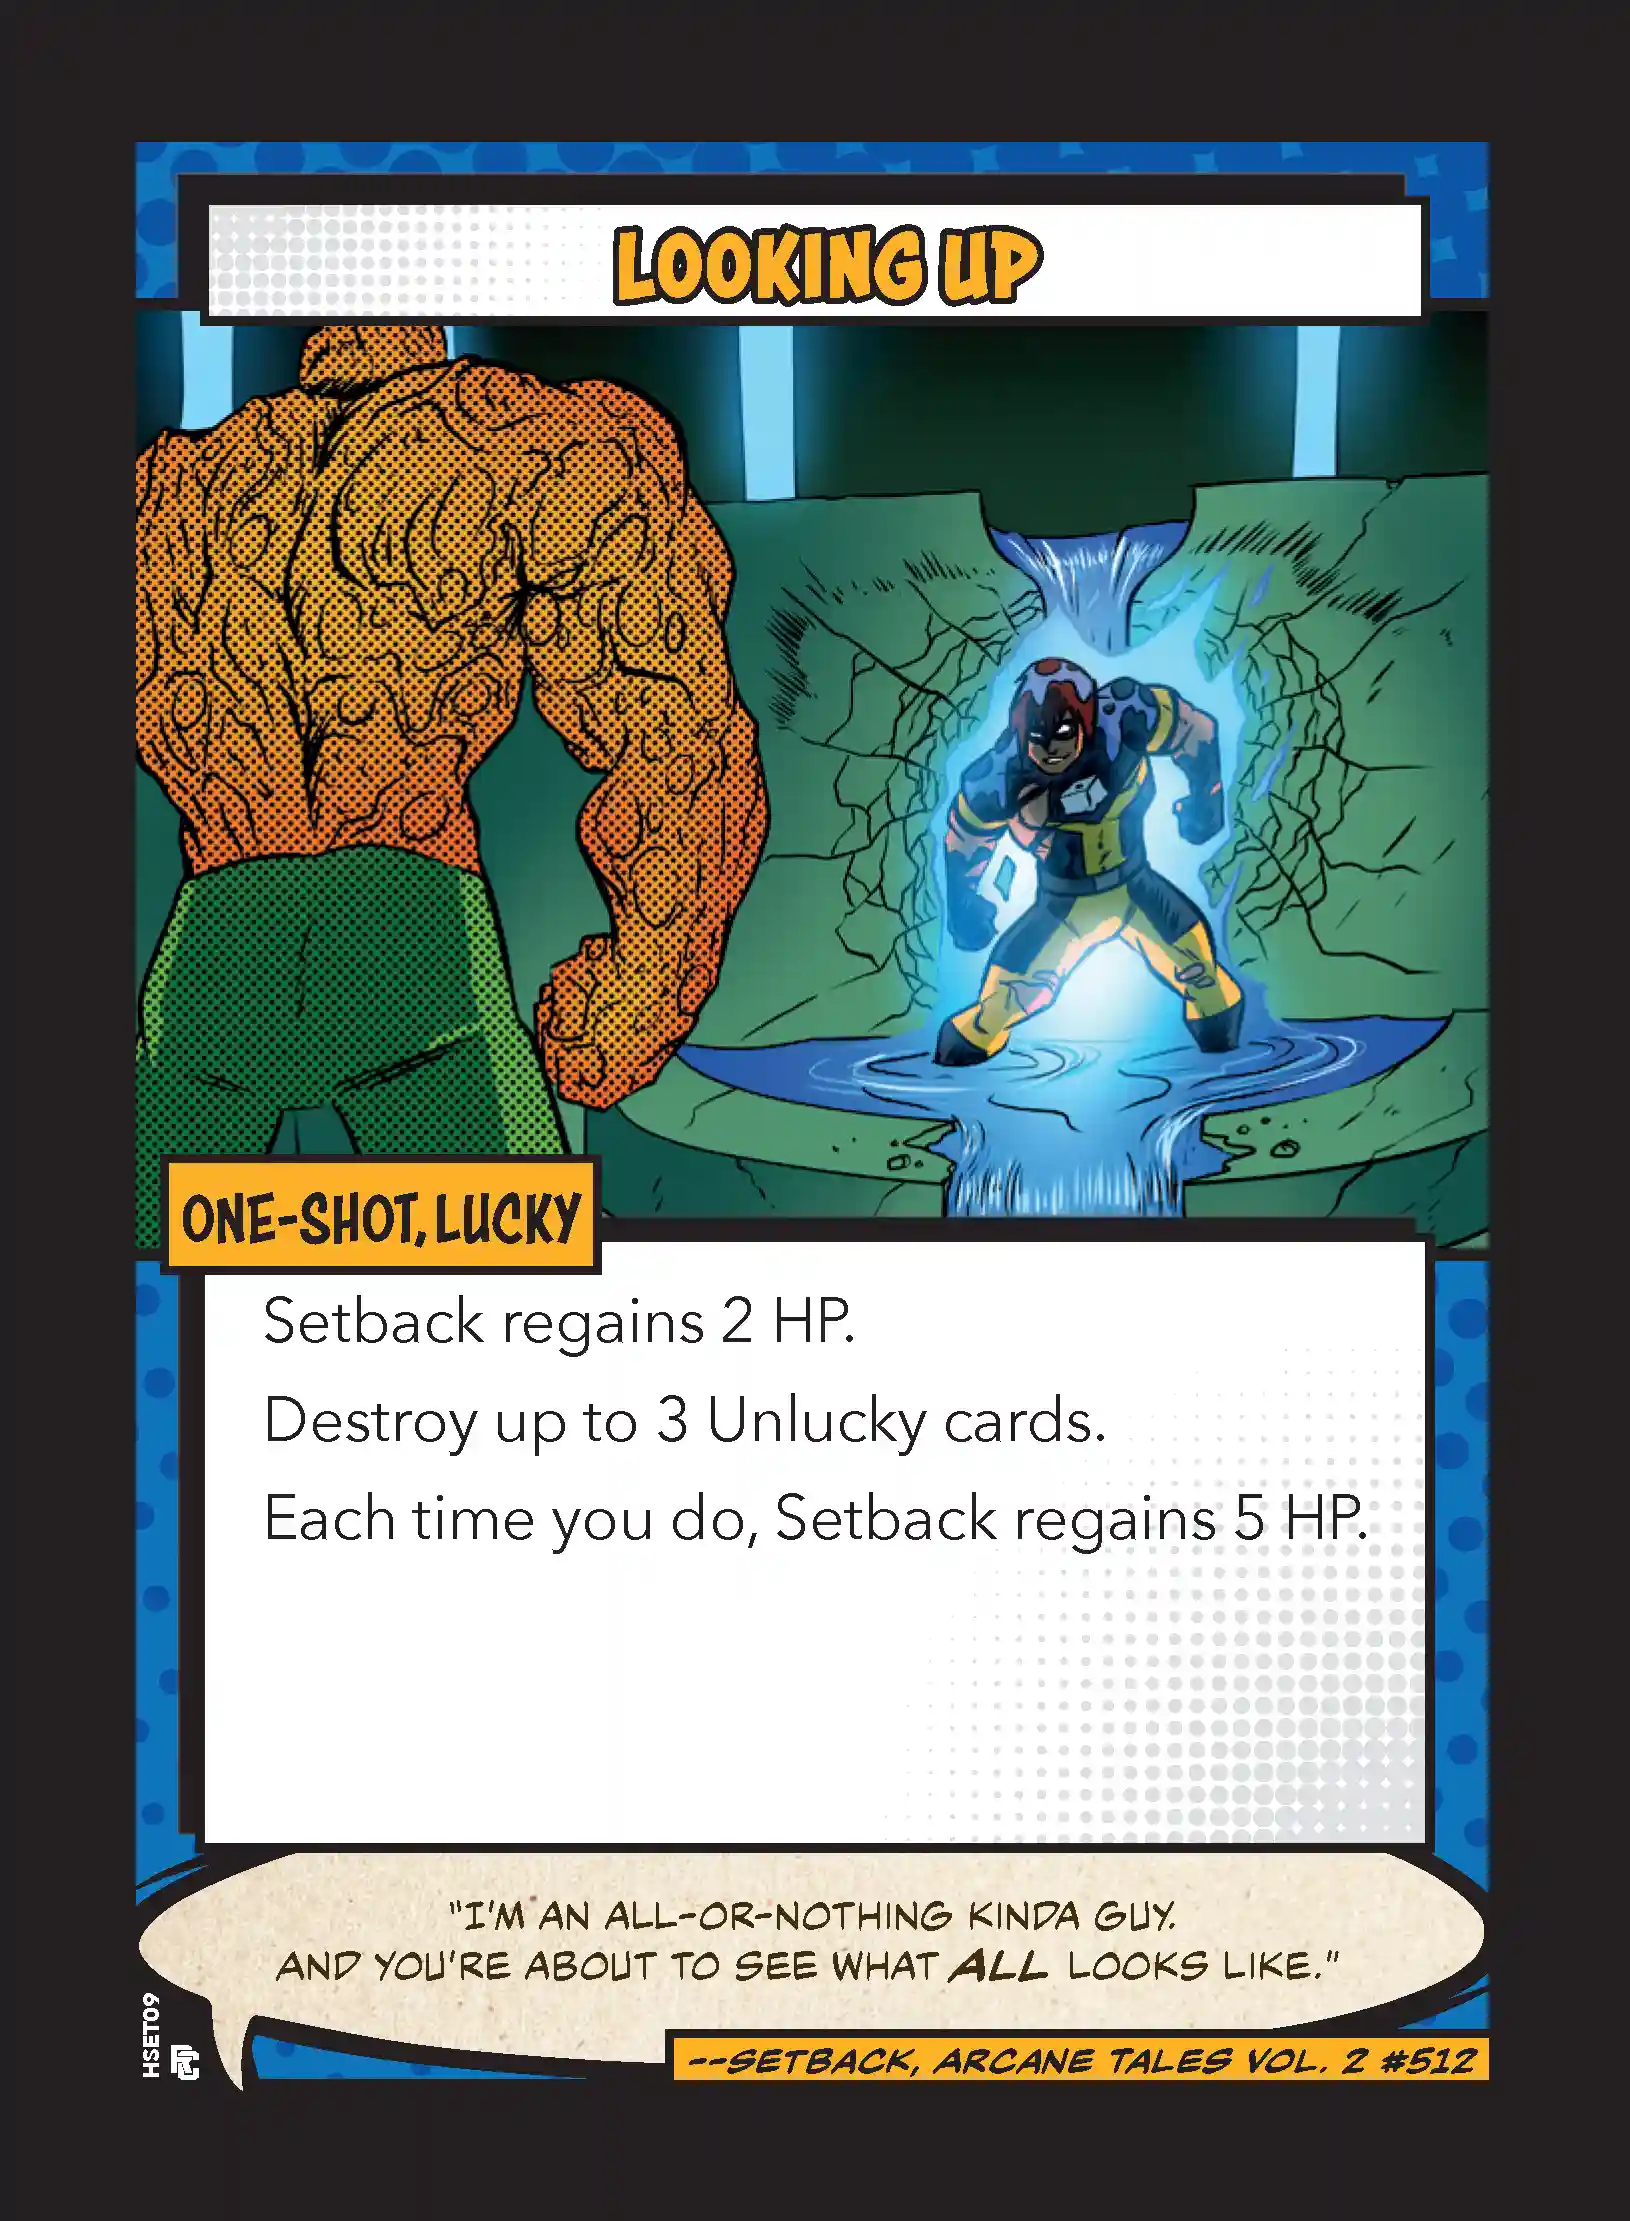 LOOKING UP
ONE-SHOT, LUCKY
Setback regains 2 HP.
Destroy up to 3 Unlucky cards.
Each time you do, Setback regains 5 HP.
"I'M AN ALL-OR-NOTHING KINDA GUY.
AND YOU'RE ABOUT TO SEE WHAT ALL LOOKS LIKE."
--SETBACK, ARCANE TALES VOL. 2 #512
HSET09